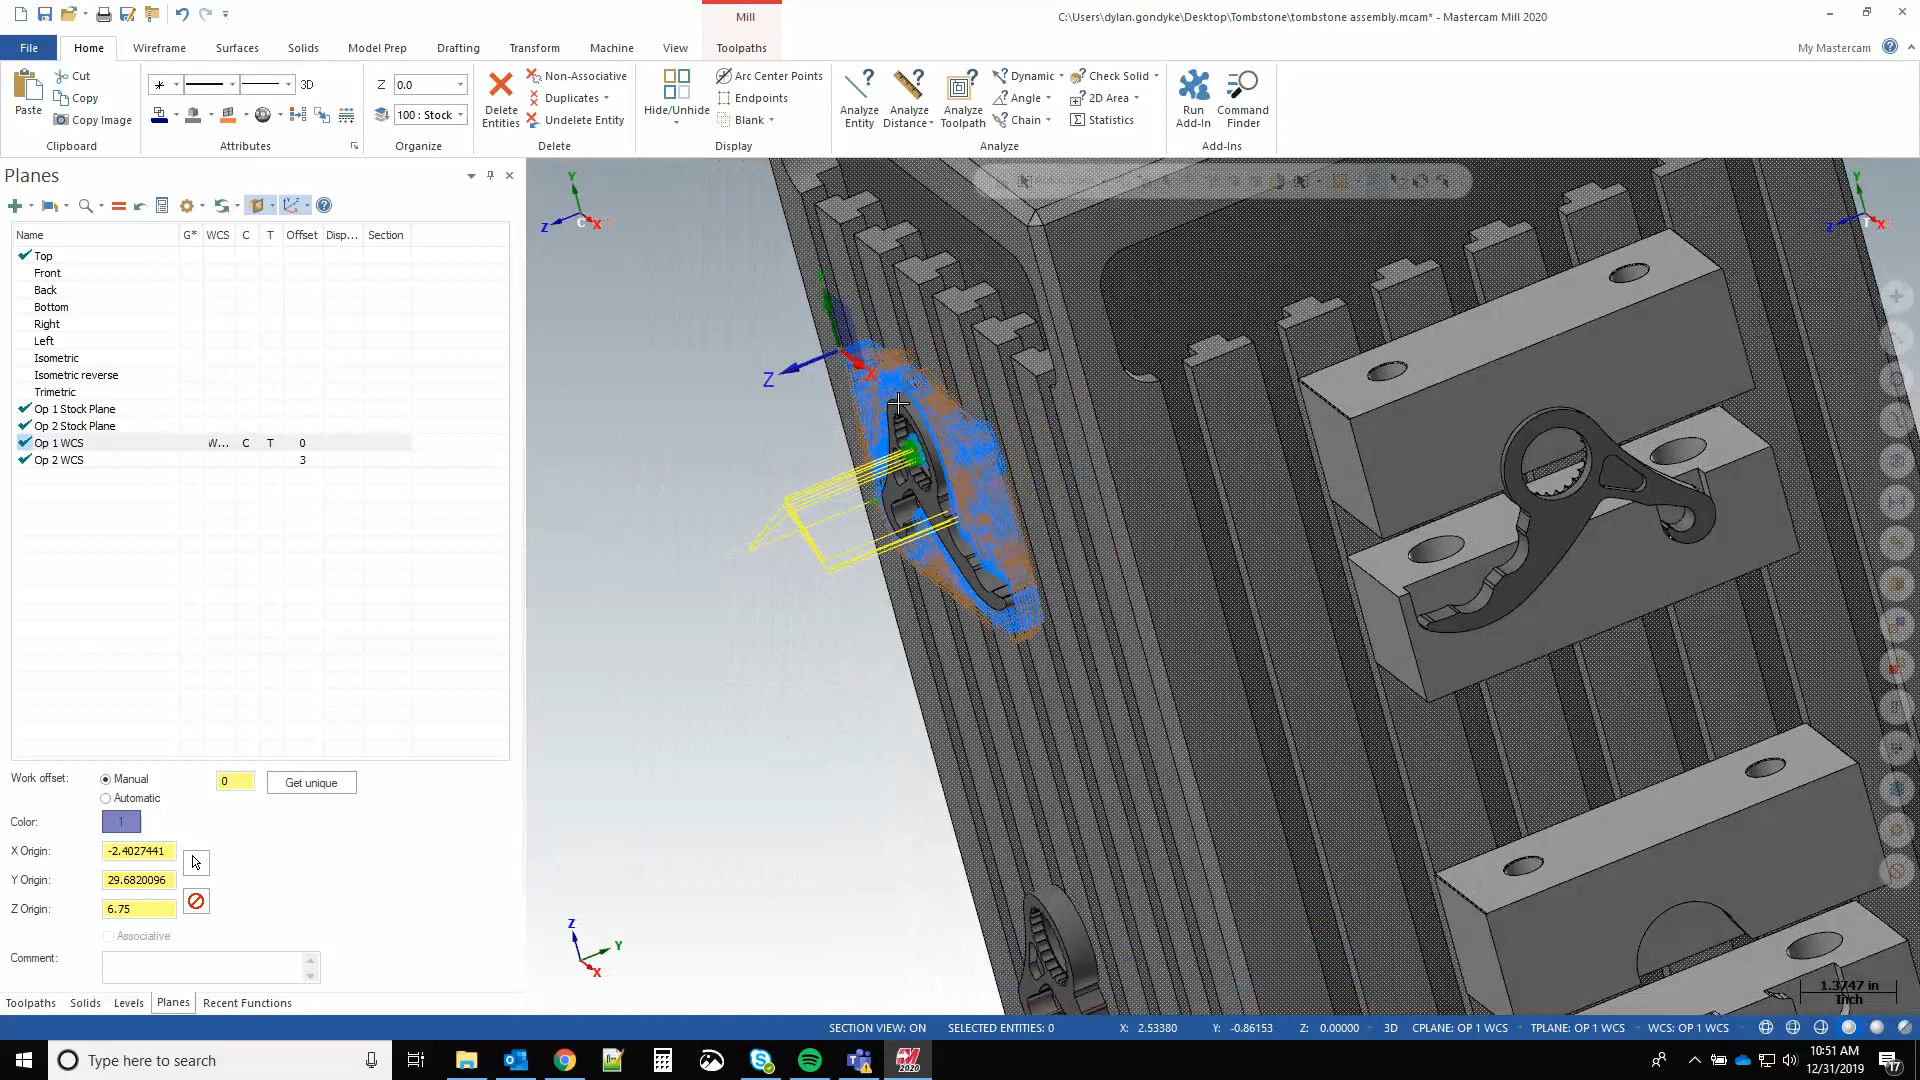 Mill
C:\Users\dylan.gondyke\Desktop\Tombstone\tombstone assembly.mcam* - Mastercam Mill 2020
File Home Wireframe Surfaces Solids Model Prep Drafting Transform Machine View Toolpaths My Mastercam
Paste
Cut
Copy
Copy Image
Clipboard
3D
Attributes
Z 0.0
100 : Stock
Organize
Delete Entities
Non-Associative
Duplicates
Undelete Entity
Delete
Hide/Unhide
Arc Center Points
Endpoints
Blank
Display
Analyze Entity
Analyze Distance
Analyze Toolpath
Dynamic
Angle
Chain
Check Solid
2D Area
Statistics
Analyze
Run Add-In
Command Finder
Add-Ins
Planes
Name G* WCS C T Offset Disp... Section
Top
Front
Back
Bottom
Right
Left
Isometric
Isometric reverse
Trimetric
Op 1 Stock Plane
Op 2 Stock Plane
Op 1 WCS W... C T 0
Op 2 WCS 3
Work offset: Manual 0 Get unique
Automatic
Color: 1
X Origin: -2.4027441
Y Origin: 29.6820096
Z Origin: 6.75
Associative
Comment:
Toolpaths Solids Levels Planes Recent Functions
Y
Z C X
Y
Z T X
Y
Z X
Z
Y
X
1.3747 in
Inch
SECTION VIEW: ON SELECTED ENTITIES: 0 X: 2.53380 Y: -0.86153 Z: 0.00000 3D CPLANE: OP 1 WCS TPLANE: OP 1 WCS WCS: OP 1 WCS
Type here to search
2020
10:51 AM
12/31/2019
17